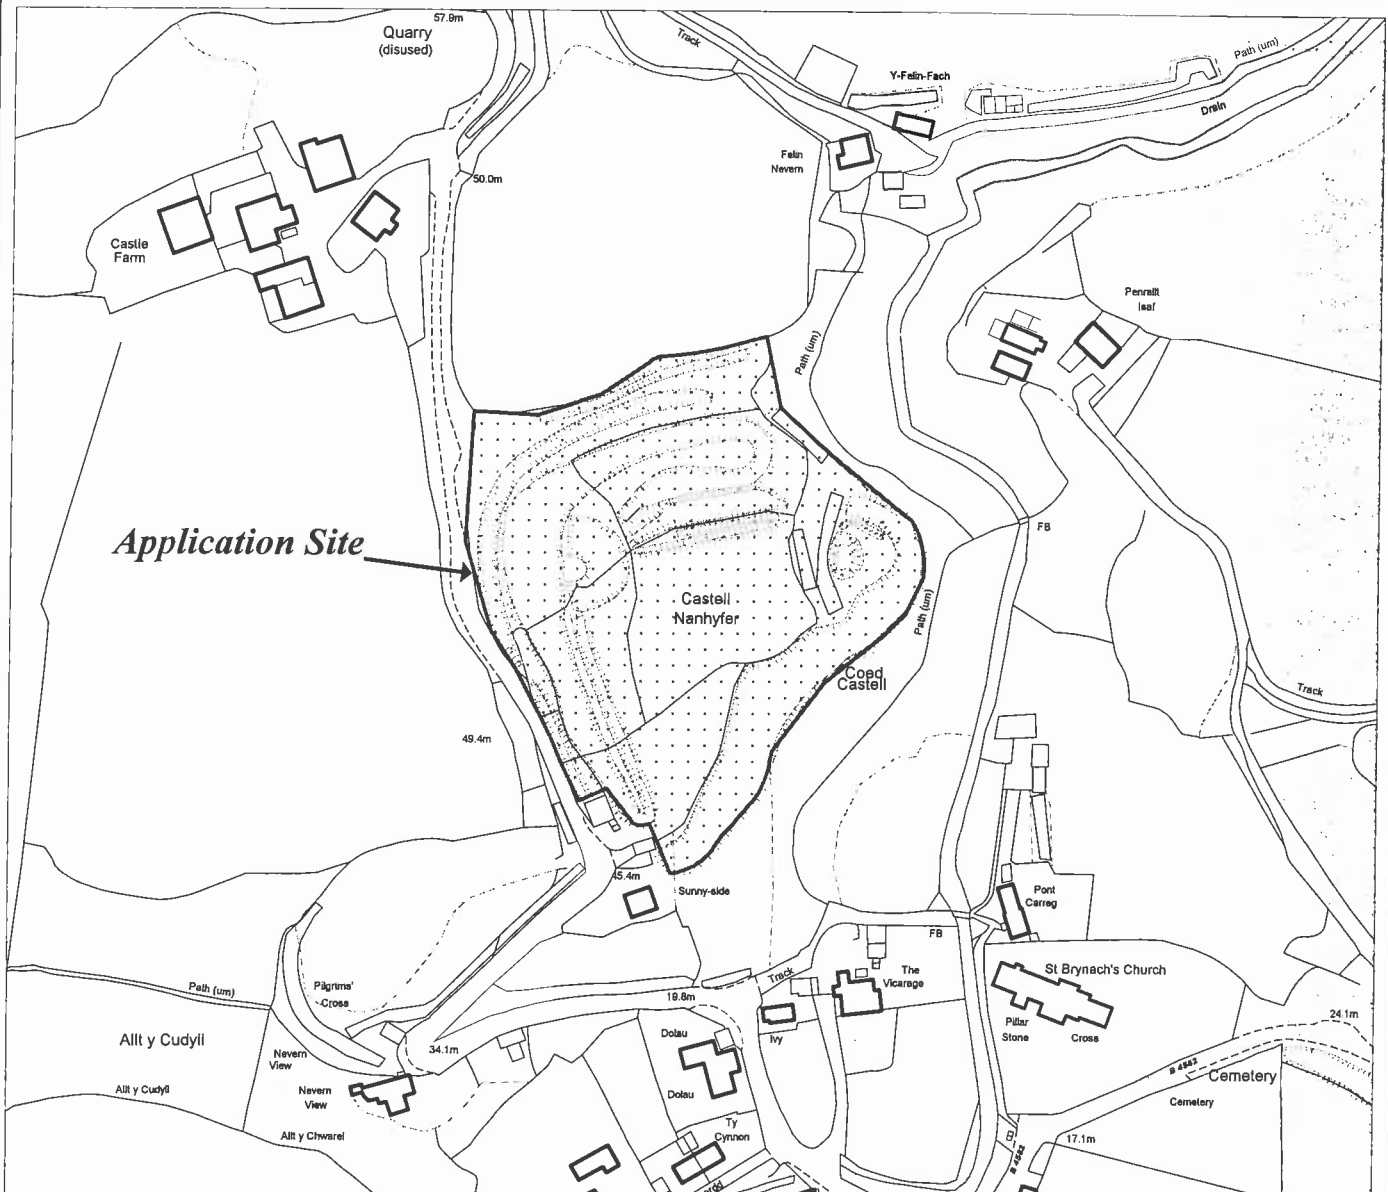 57.9m
Quarry
(disused)
Track
Y-Felin-Fach
Path (um)
Drain
Felin
Nevern
50.0m
Castle
Farm
Penrallt
Isaf
Path (um)
FB
Application Site
Castell
Nanhyfer
Path (um)
Coed
Castell
Track
49.4m
45.4m
Sunny-side
Pont
Carreg
FB
St Brynach's Church
The
Vicarage
Track
Path (um)
Pilgrims'
Cross
19.8m
Pillar
Stone
Cross
24.1m
Allt y Cudyll
34.1m
Dolau
Ivy
Nevern
View
B 4582
Cemetery
Allt y Cudyll
Nevern
View
Dolau
Cemetery
Ty
Cynnon
Allt y Chwarel
17.1m
B 4582